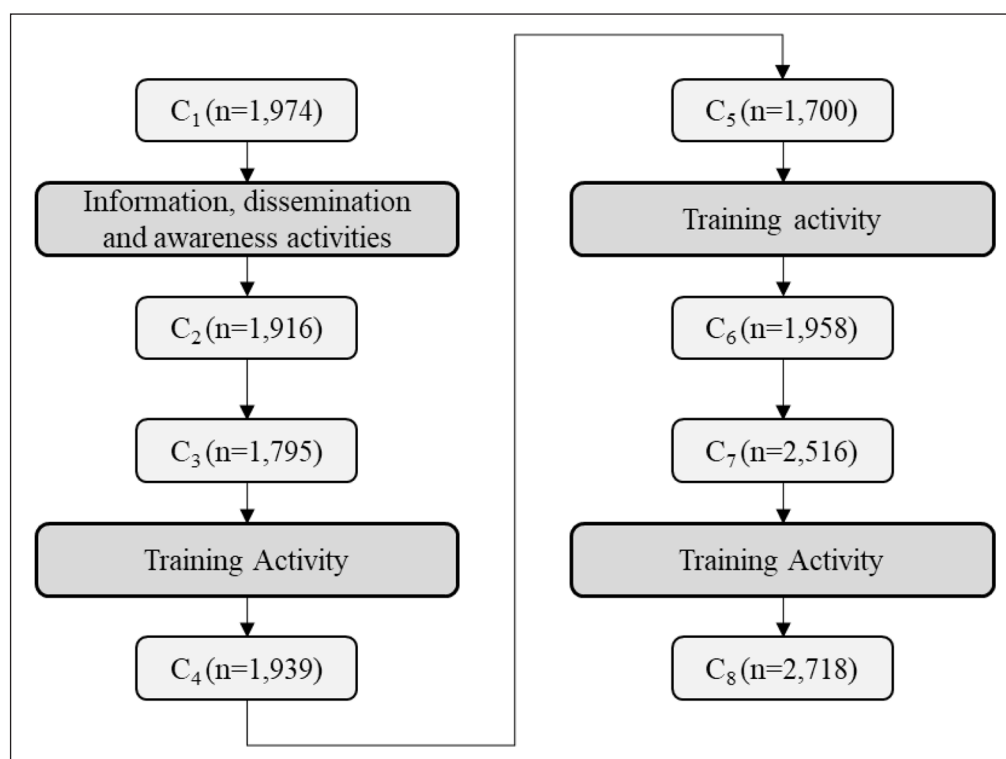 C₁ (n=1,974)
Information, dissemination
and awareness activities
C₂ (n=1,916)
C₃ (n=1,795)
Training Activity
C₄ (n=1,939)
C₅ (n=1,700)
Training activity
C₆ (n=1,958)
C₇ (n=2,516)
Training Activity
C₈ (n=2,718)